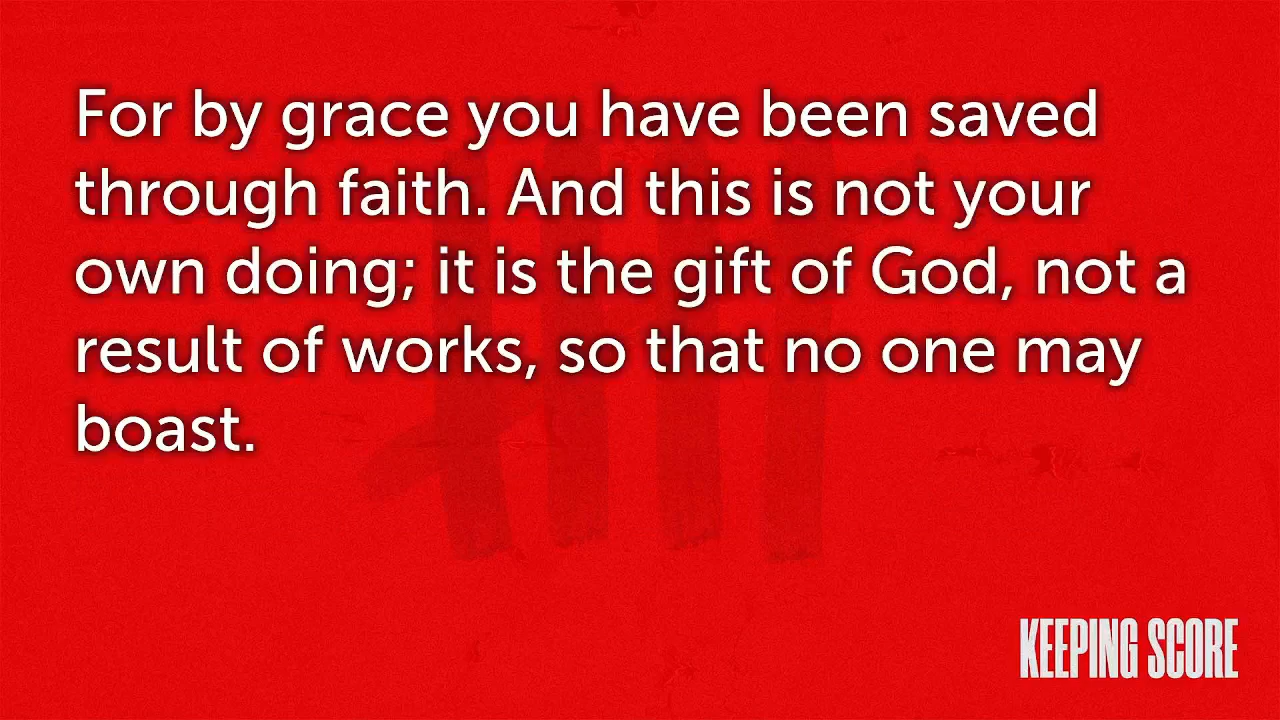 For by grace you have been saved
through faith. And this is not your
own doing; it is the gift of God, not a
result of works, so that no one may
boast.
KEEPING SCORE